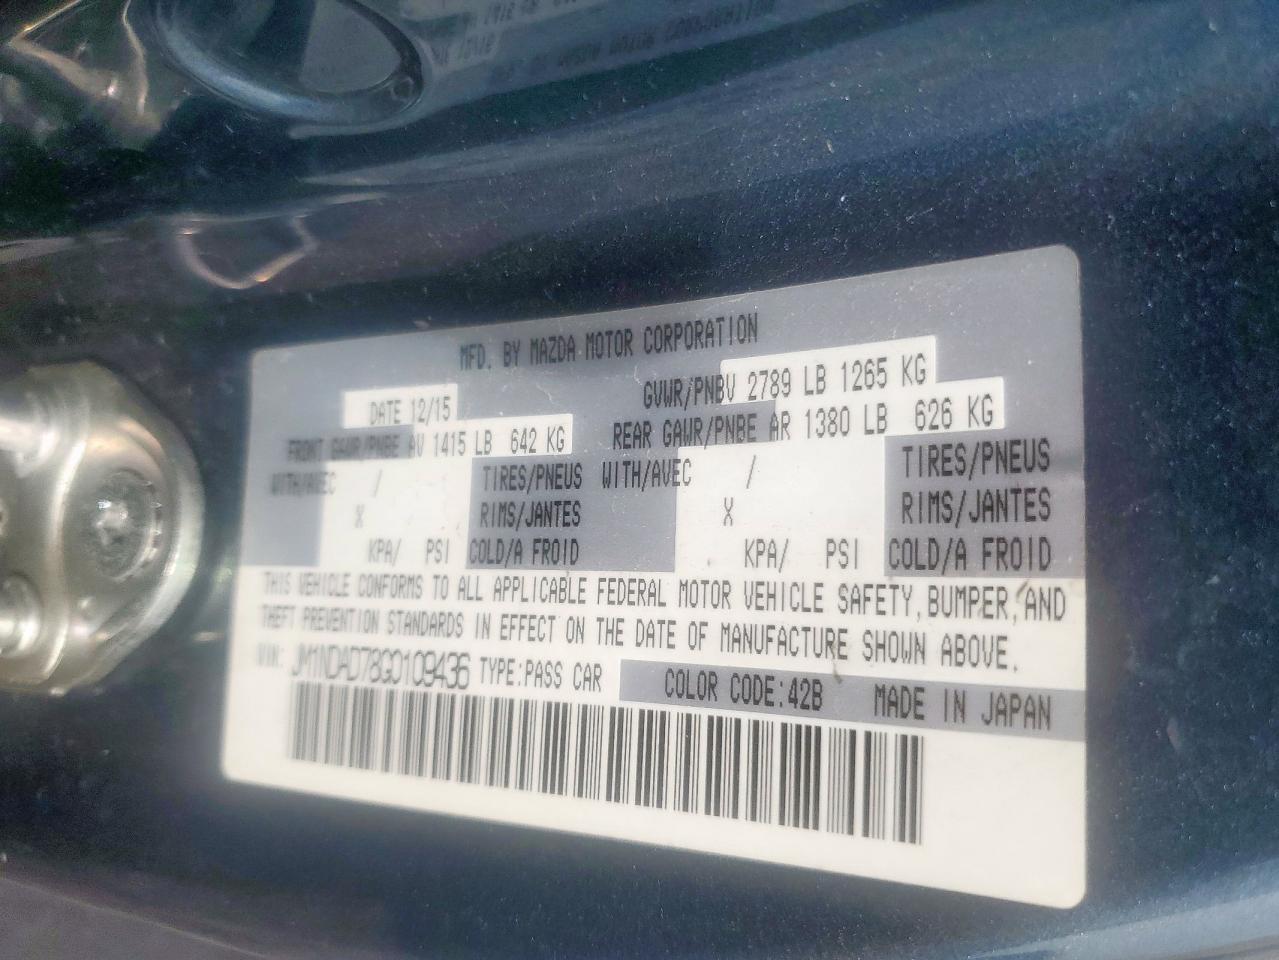 MFD. BY MAZDA MOTOR CORPORATION
DATE 12/15 GVWR/PNBV 2789 LB 1265 KG
FRONT GAWR/PNBE AV 1415 LB 642 KG REAR GAWR/PNBE AR 1380 LB 626 KG
WITH/AVEC / TIRES/PNEUS WITH/AVEC / TIRES/PNEUS
X RIMS/JANTES X RIMS/JANTES
KPA/ PSI COLD/A FROID KPA/ PSI COLD/A FROID
THIS VEHICLE CONFORMS TO ALL APPLICABLE FEDERAL MOTOR VEHICLE SAFETY, BUMPER, AND
THEFT PREVENTION STANDARDS IN EFFECT ON THE DATE OF MANUFACTURE SHOWN ABOVE.
VIN: JM1NDAD78G0109436 TYPE:PASS CAR COLOR CODE:42B MADE IN JAPAN